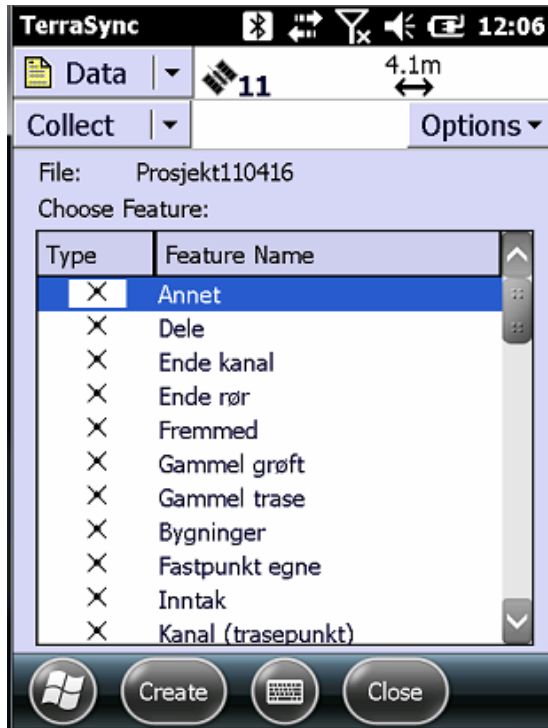 TerraSync 12:06
Data 11 4.1m
Collect Options
File: Prosjekt110416
Choose Feature:
Type Feature Name
Annet
Dele
Ende kanal
Ende rør
Fremmed
Gammel grøft
Gammel trase
Bygninger
Fastpunkt egne
Inntak
Kanal (trasepunkt)
Create Close